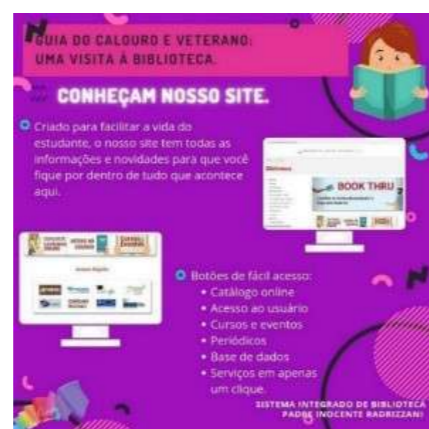 GUIA DO CALOURO E VETERANO:
UMA VISITA À BIBLIOTECA.
CONHEÇAM NOSSO SITE.
Criado para facilitar a vida do
estudante, o nosso site tem todas as
informações e novidades para que você
fique por dentro de tudo que acontece
aqui.
BOOK THRU
Botões de fácil acesso:
Catálogo online
Acesso ao usuário
Cursos e eventos
Periódicos
Base de dados
Serviços em apenas
um clique.
SISTEMA INTEGRADO DE BIBLIOTECA
PADRE INOCENTE RADRIZZANI